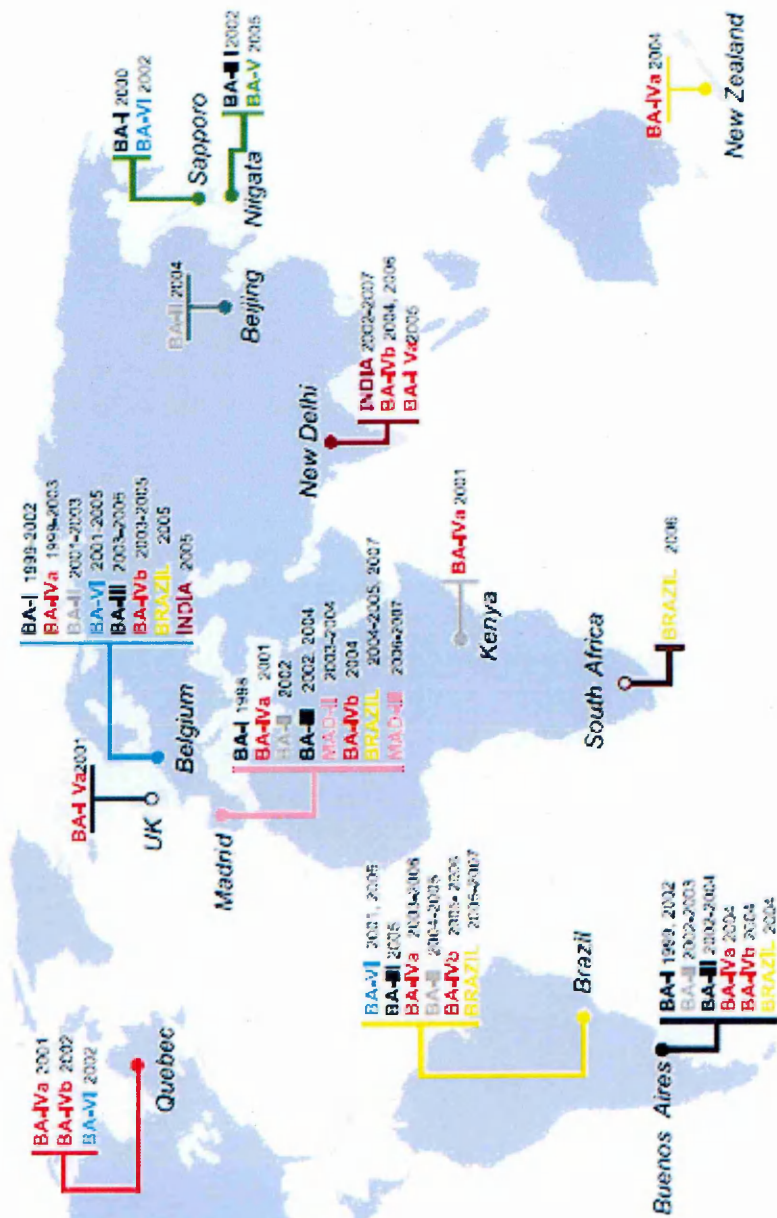 BA-IVa 2001
BA-IVb 2002
BA-VI 2002
Quebec
BA-I Va2001
UK
BA-I 1999-2002
BA-IVa 1999-2003
BA-II 2001-2003
BA-VI 2001-2005
BA-III 2003-2006
BA-IVb 2003-2005
BRAZIL 2005
INDIA 2005
Belgium
Madrid
BA-I 1998
BA-IVa 2001
BA-II 2002
BA-III 2002, 2004
MAD-II 2003-2004
BA-IVb 2004
BRAZIL 2004-2005, 2007
MAD-III 2006-2007
BA-I 2000
BA-VI 2002
Sapporo
BA-III 2002
BA-V 2005
Niigata
BA-II 2004
Beijing
New Delhi
INDIA 2002-2007
BA-IVb 2004, 2006
BA-I Va2005
BA-IVa 2001
Kenya
South Africa
BRAZIL 2006
BA-VI 2001, 2005
BA-III 2005
BA-IVa 2003-2006
BA-II 2004-2005
BA-IVb 2005-2006
BRAZIL
Brazil
Buenos Aires
BA-I 1999, 2002
BA-II 2002-2003
BA-III 2002-2004
BA-IVa 2004
BA-IVb 2004
BRAZIL 2004
BA-IVa 2004
New Zealand